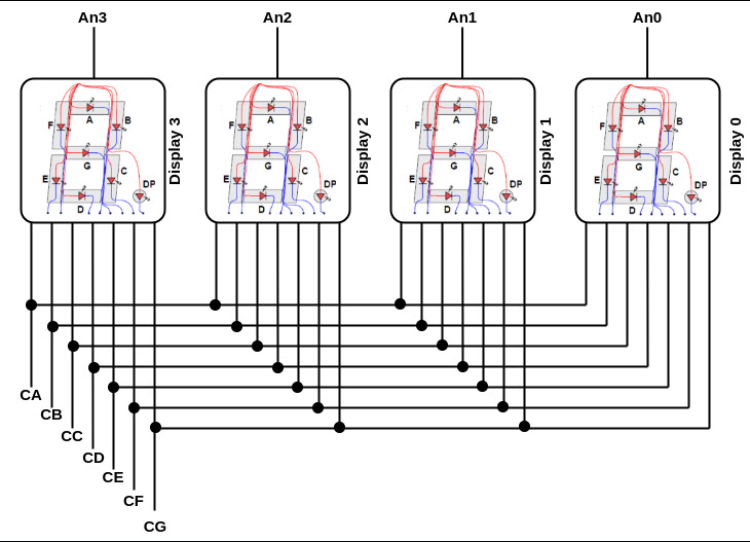 An3
An2
An1
An0
A
B
F
G
E
C
D
DP
Display 3
A
B
F
G
E
C
D
DP
Display 2
A
B
F
G
E
C
D
DP
Display 1
A
B
F
G
E
C
D
DP
Display 0
CA
CB
CC
CD
CE
CF
CG